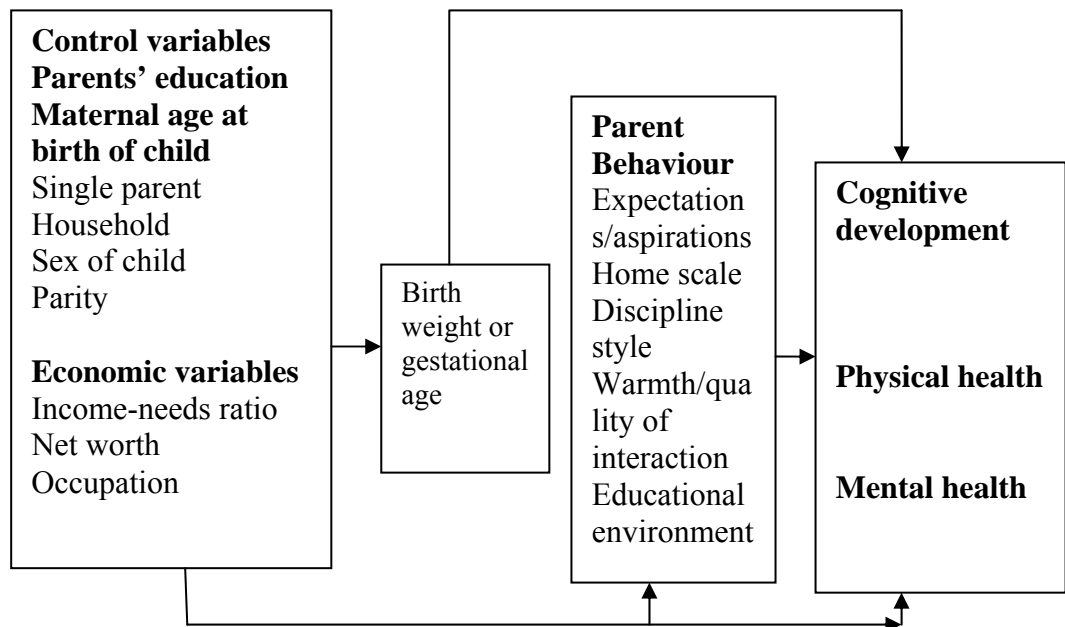 Control variables
Parents’ education
Maternal age at
birth of child
Single parent
Household
Sex of child
Parity
Economic variables
Income-needs ratio
Net worth
Occupation
Birth
weight or
gestational
age
Parent
Behaviour
Expectation
s/aspirations
Home scale
Discipline
style
Warmth/qua
lity of
interaction
Educational
environment
Cognitive
development
Physical health
Mental health